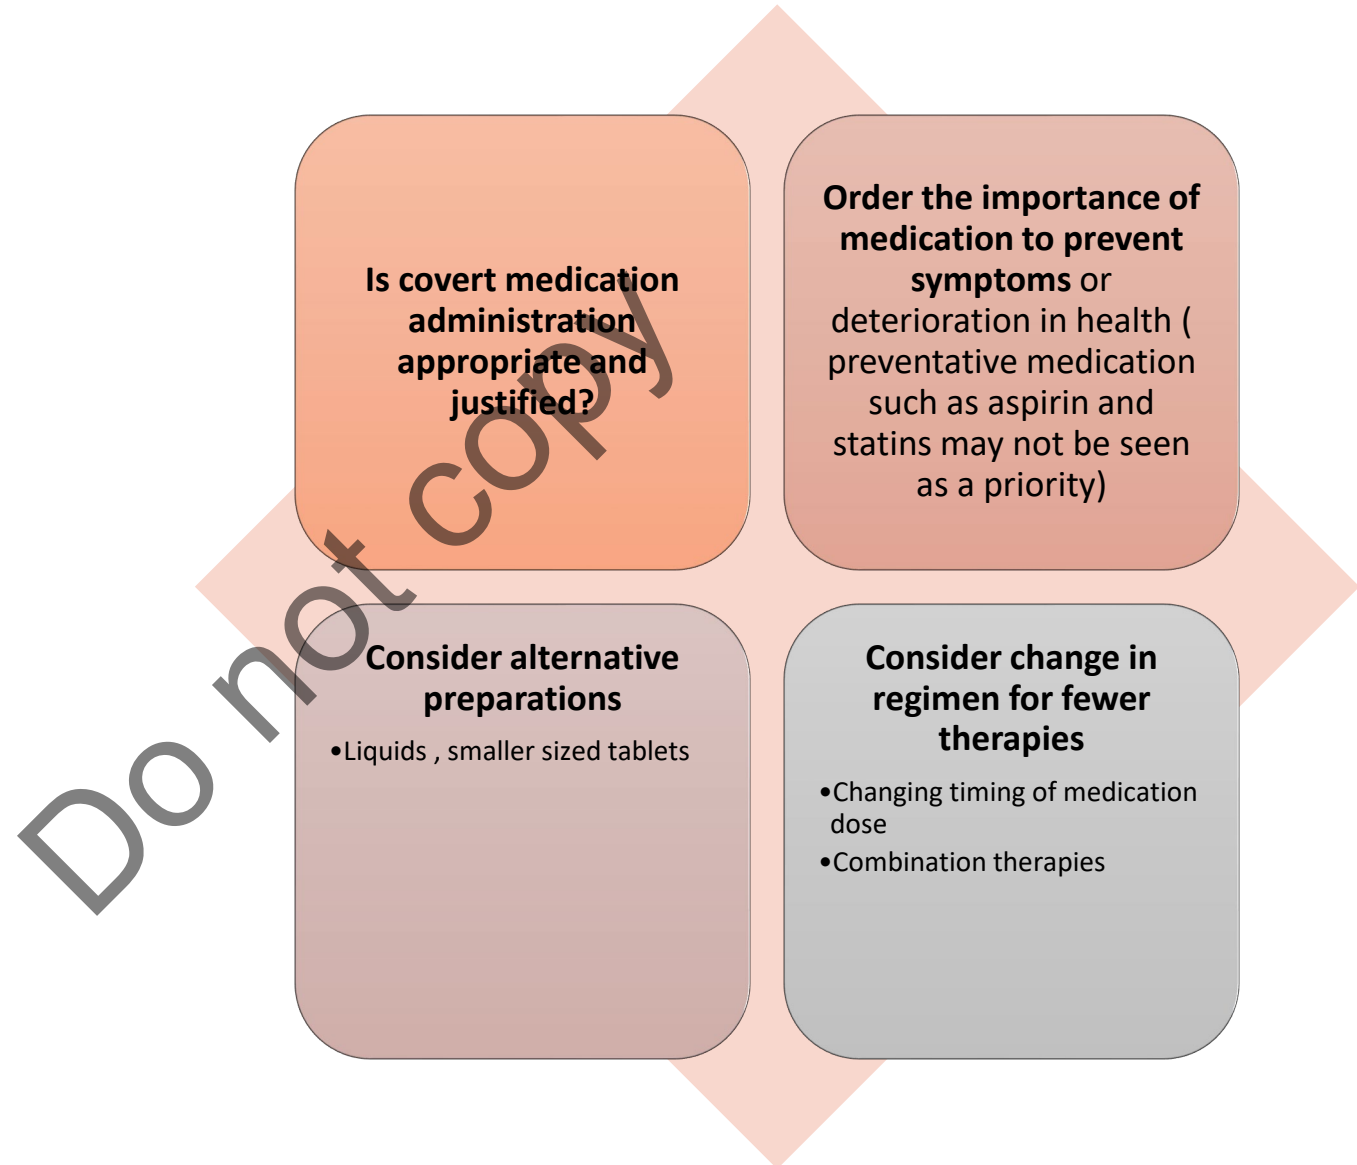 Is covert medication
administration
appropriate and
justified?
Order the importance of
medication to prevent
symptoms or
deterioration in health (
preventative medication
such as aspirin and
statins may not be seen
as a priority)
Consider alternative
preparations
•Liquids , smaller sized tablets
Consider change in
regimen for fewer
therapies
•Changing timing of medication
dose
•Combination therapies
Do not copy